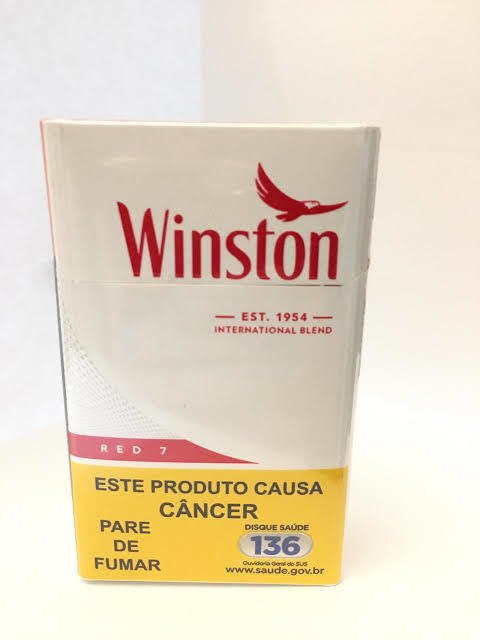 Winston
EST. 1954
INTERNATIONAL BLEND
RED 7
ESTE PRODUTO CAUSA
CÂNCER
PARE
DE
FUMAR
DISQUE SAÚDE
136
Ouvidoria Geral do SUS
www.saude.gov.br